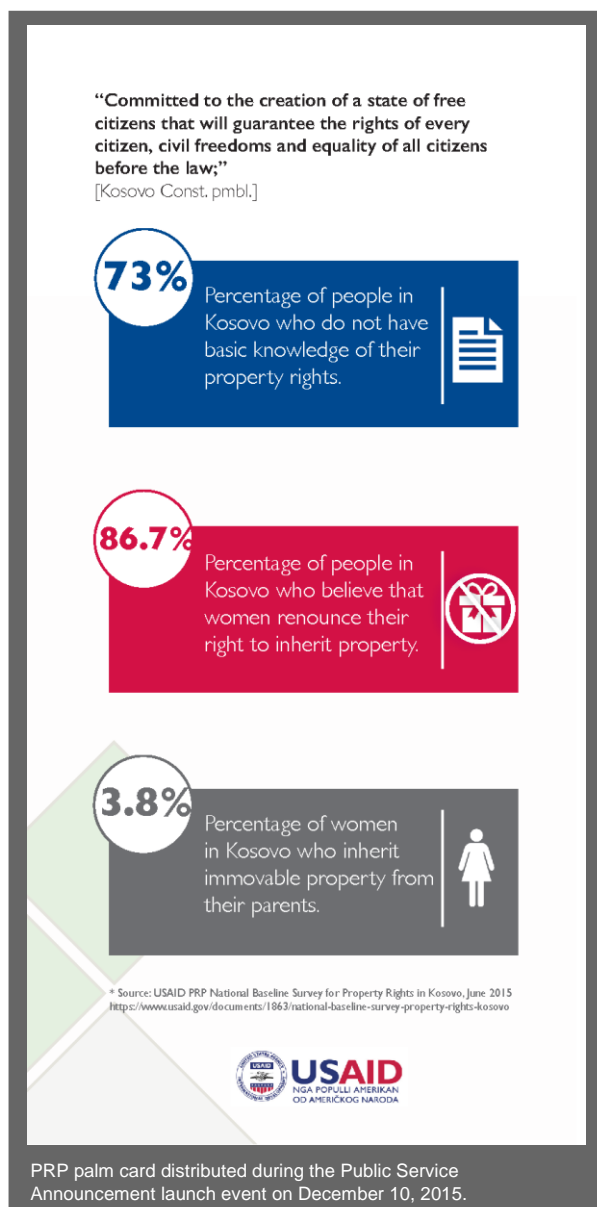 “Committed to the creation of a state of free
citizens that will guarantee the rights of every
citizen, civil freedoms and equality of all citizens
before the law;”
[Kosovo Const. pmbl.]
73%
Percentage of people in
Kosovo who do not have
basic knowledge of their
property rights.
86.7%
Percentage of people in
Kosovo who believe that
women renounce their
right to inherit property.
3.8%
Percentage of women
in Kosovo who inherit
immovable property from
their parents.
* Source: USAID PRP National Baseline Survey for Property Rights in Kosovo, June 2015
https://www.usaid.gov/documents/1863/national-baseline-survey-property-rights-kosovo
USAID
USAID
NGA POPULLI AMERIKAN
OD AMERIČKOG NARODA
PRP palm card distributed during the Public Service
Announcement launch event on December 10, 2015.